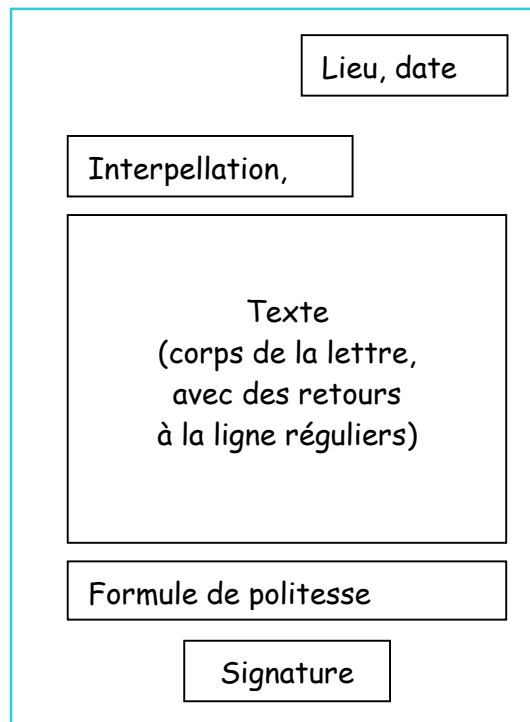 Lieu, date
Interpellation,
Texte
(corps de la lettre,
avec des retours
à la ligne réguliers)
Formule de politesse
Signature